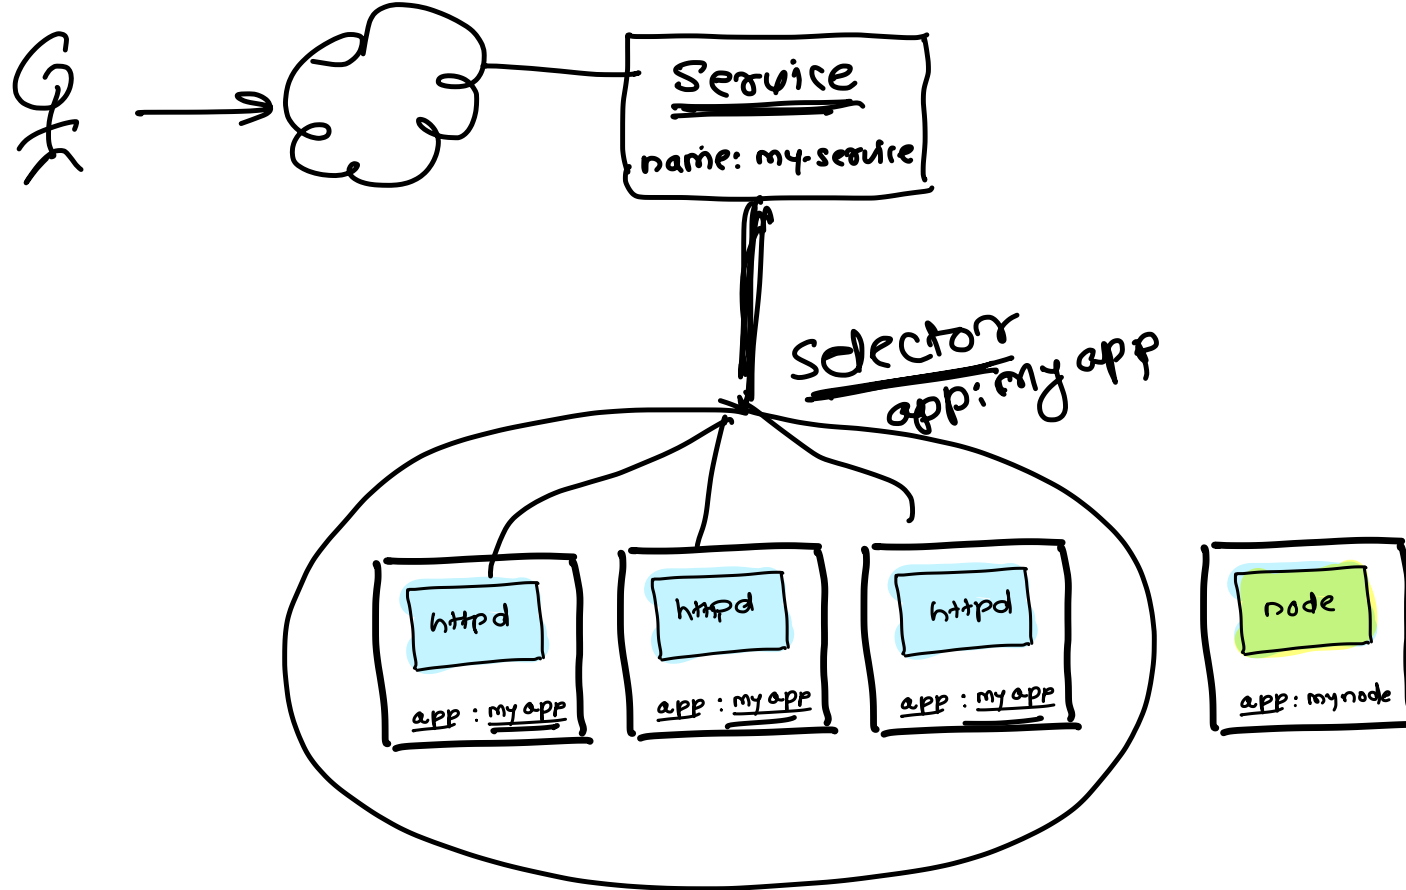 Service
name: my-service
Selector
app: my app
httpd
httpd
httpd
node
app : my app
app : my app
app : my app
app: mynode